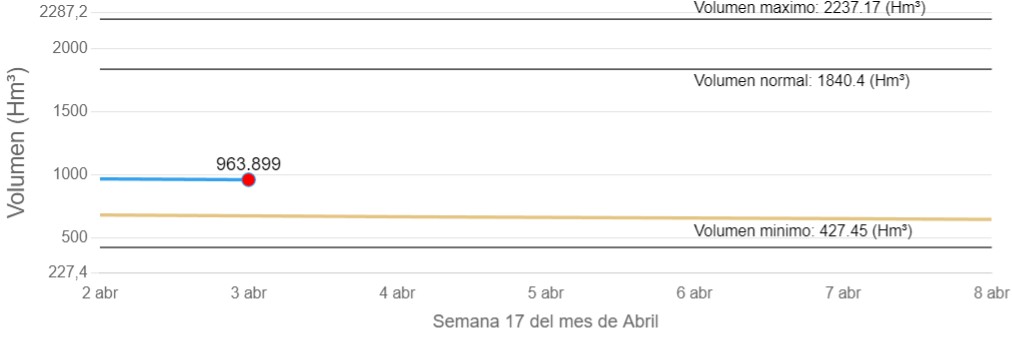 Volumen maximo: 2237.17 (Hm³)
2287,2
2000
Volumen normal: 1840.4 (Hm³)
1500
963.899
1000
Volumen minimo: 427.45 (Hm³)
500
227,4
Volumen (Hm³)
2 abr 3 abr 4 abr 5 abr 6 abr 7 abr 8 abr
Semana 17 del mes de Abril